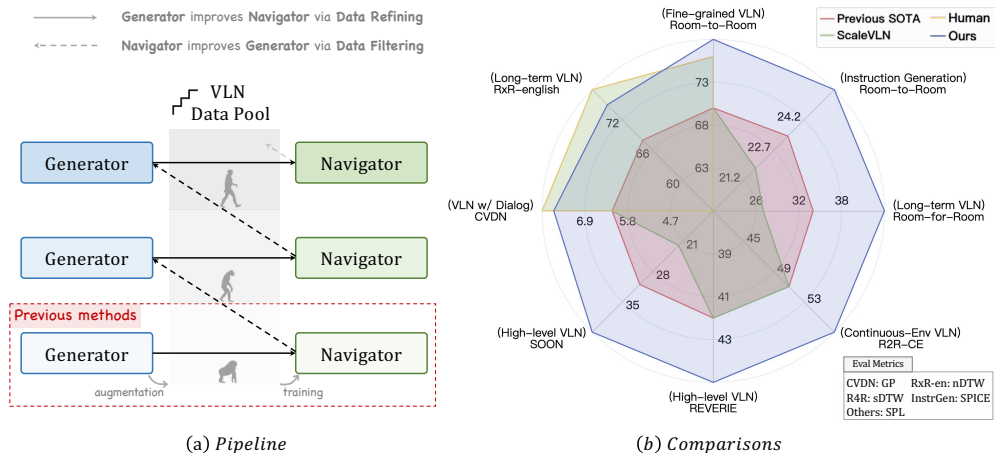 Generator improves Navigator via Data Refining
Navigator improves Generator via Data Filtering
VLN
Data Pool
Generator
Navigator
Generator
Navigator
Previous methods
Generator
Navigator
augmentation
training
(a) Pipeline
(Fine-grained VLN)
Room-to-Room
Previous SOTA
Human
ScaleVLN
Ours
(Long-term VLN)
RxR-english
(Instruction Generation)
Room-to-Room
73
72
24.2
68
66
22.7
63
60
21.2
(VLN w/ Dialog)
CVDN
6.9
5.8
4.7
26
32
38
(Long-term VLN)
Room-for-Room
21
45
39
28
49
35
41
53
43
(High-level VLN)
SOON
(Continuous-Env VLN)
R2R-CE
(High-level VLN)
REVERIE
Eval Metrics
CVDN: GP RxR-en: nDTW
R4R: sDTW InstrGen: SPICE
Others: SPL
(b) Comparisons